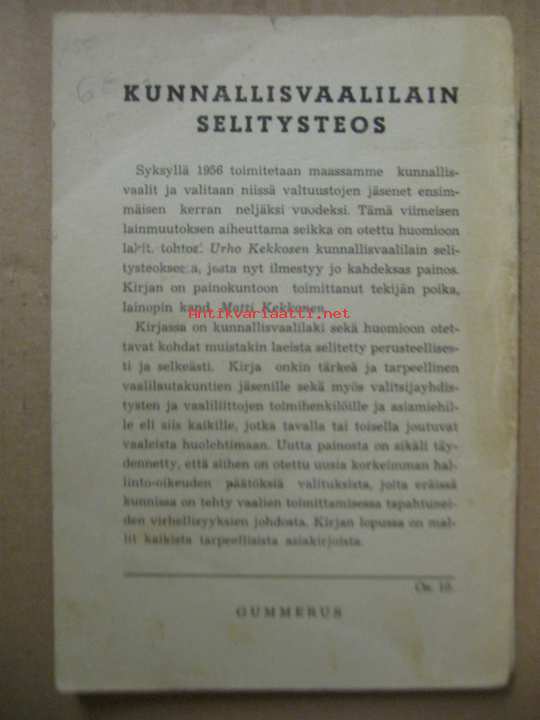 KUNNALLISVAALILAIN
SELITYSTEOS
Syksyllä 1956 toimitetaan maassamme kunnallis-
vaalit ja valitaan niissä valtuustojen jäsenet ensim-
mäisen kerran neljäksi vuodeksi. Tämä viimeisen
lainmuutoksen aiheuttama seikka on otettu huomioon
lakit. tohtor. Urho Kekkosen kunnallisvaalilain seli-
tysteoksessa, josta nyt ilmestyy jo kahdeksas painos.
Kirjan on painokuntoon toimittanut tekijän poika,
lainopin kand. Matti Kekkonen.
Antikvariaatti.net
Kirjassa on kunnallisvaalilaki sekä huomioon otet-
tavat kohdat muistakin laeista selitetty perusteellises-
ti ja selkeästi. Kirja onkin tärkeä ja tarpeellinen
vaalilautakuntien jäsenille sekä myös valitsijayhdis-
tysten ja vaaliliittojen toimihenkilöille ja asiamiehil-
le eli siis kaikille, jotka tavalla tai toisella joutuvat
vaaleista huolehtimaan. Uutta painosta on sikäli täy-
dennetty, että siihen on otettu uusia korkeimman hal-
linto-oikeuden päätöksiä valituksista, joita eräissä
kunnissa on tehty vaalien toimittamisessa tapahtunei-
den virheellisyyksien johdosta. Kirjan lopussa on mal-
lit kaikista tarpeellisista asiakirjoista.
GUMMERUS